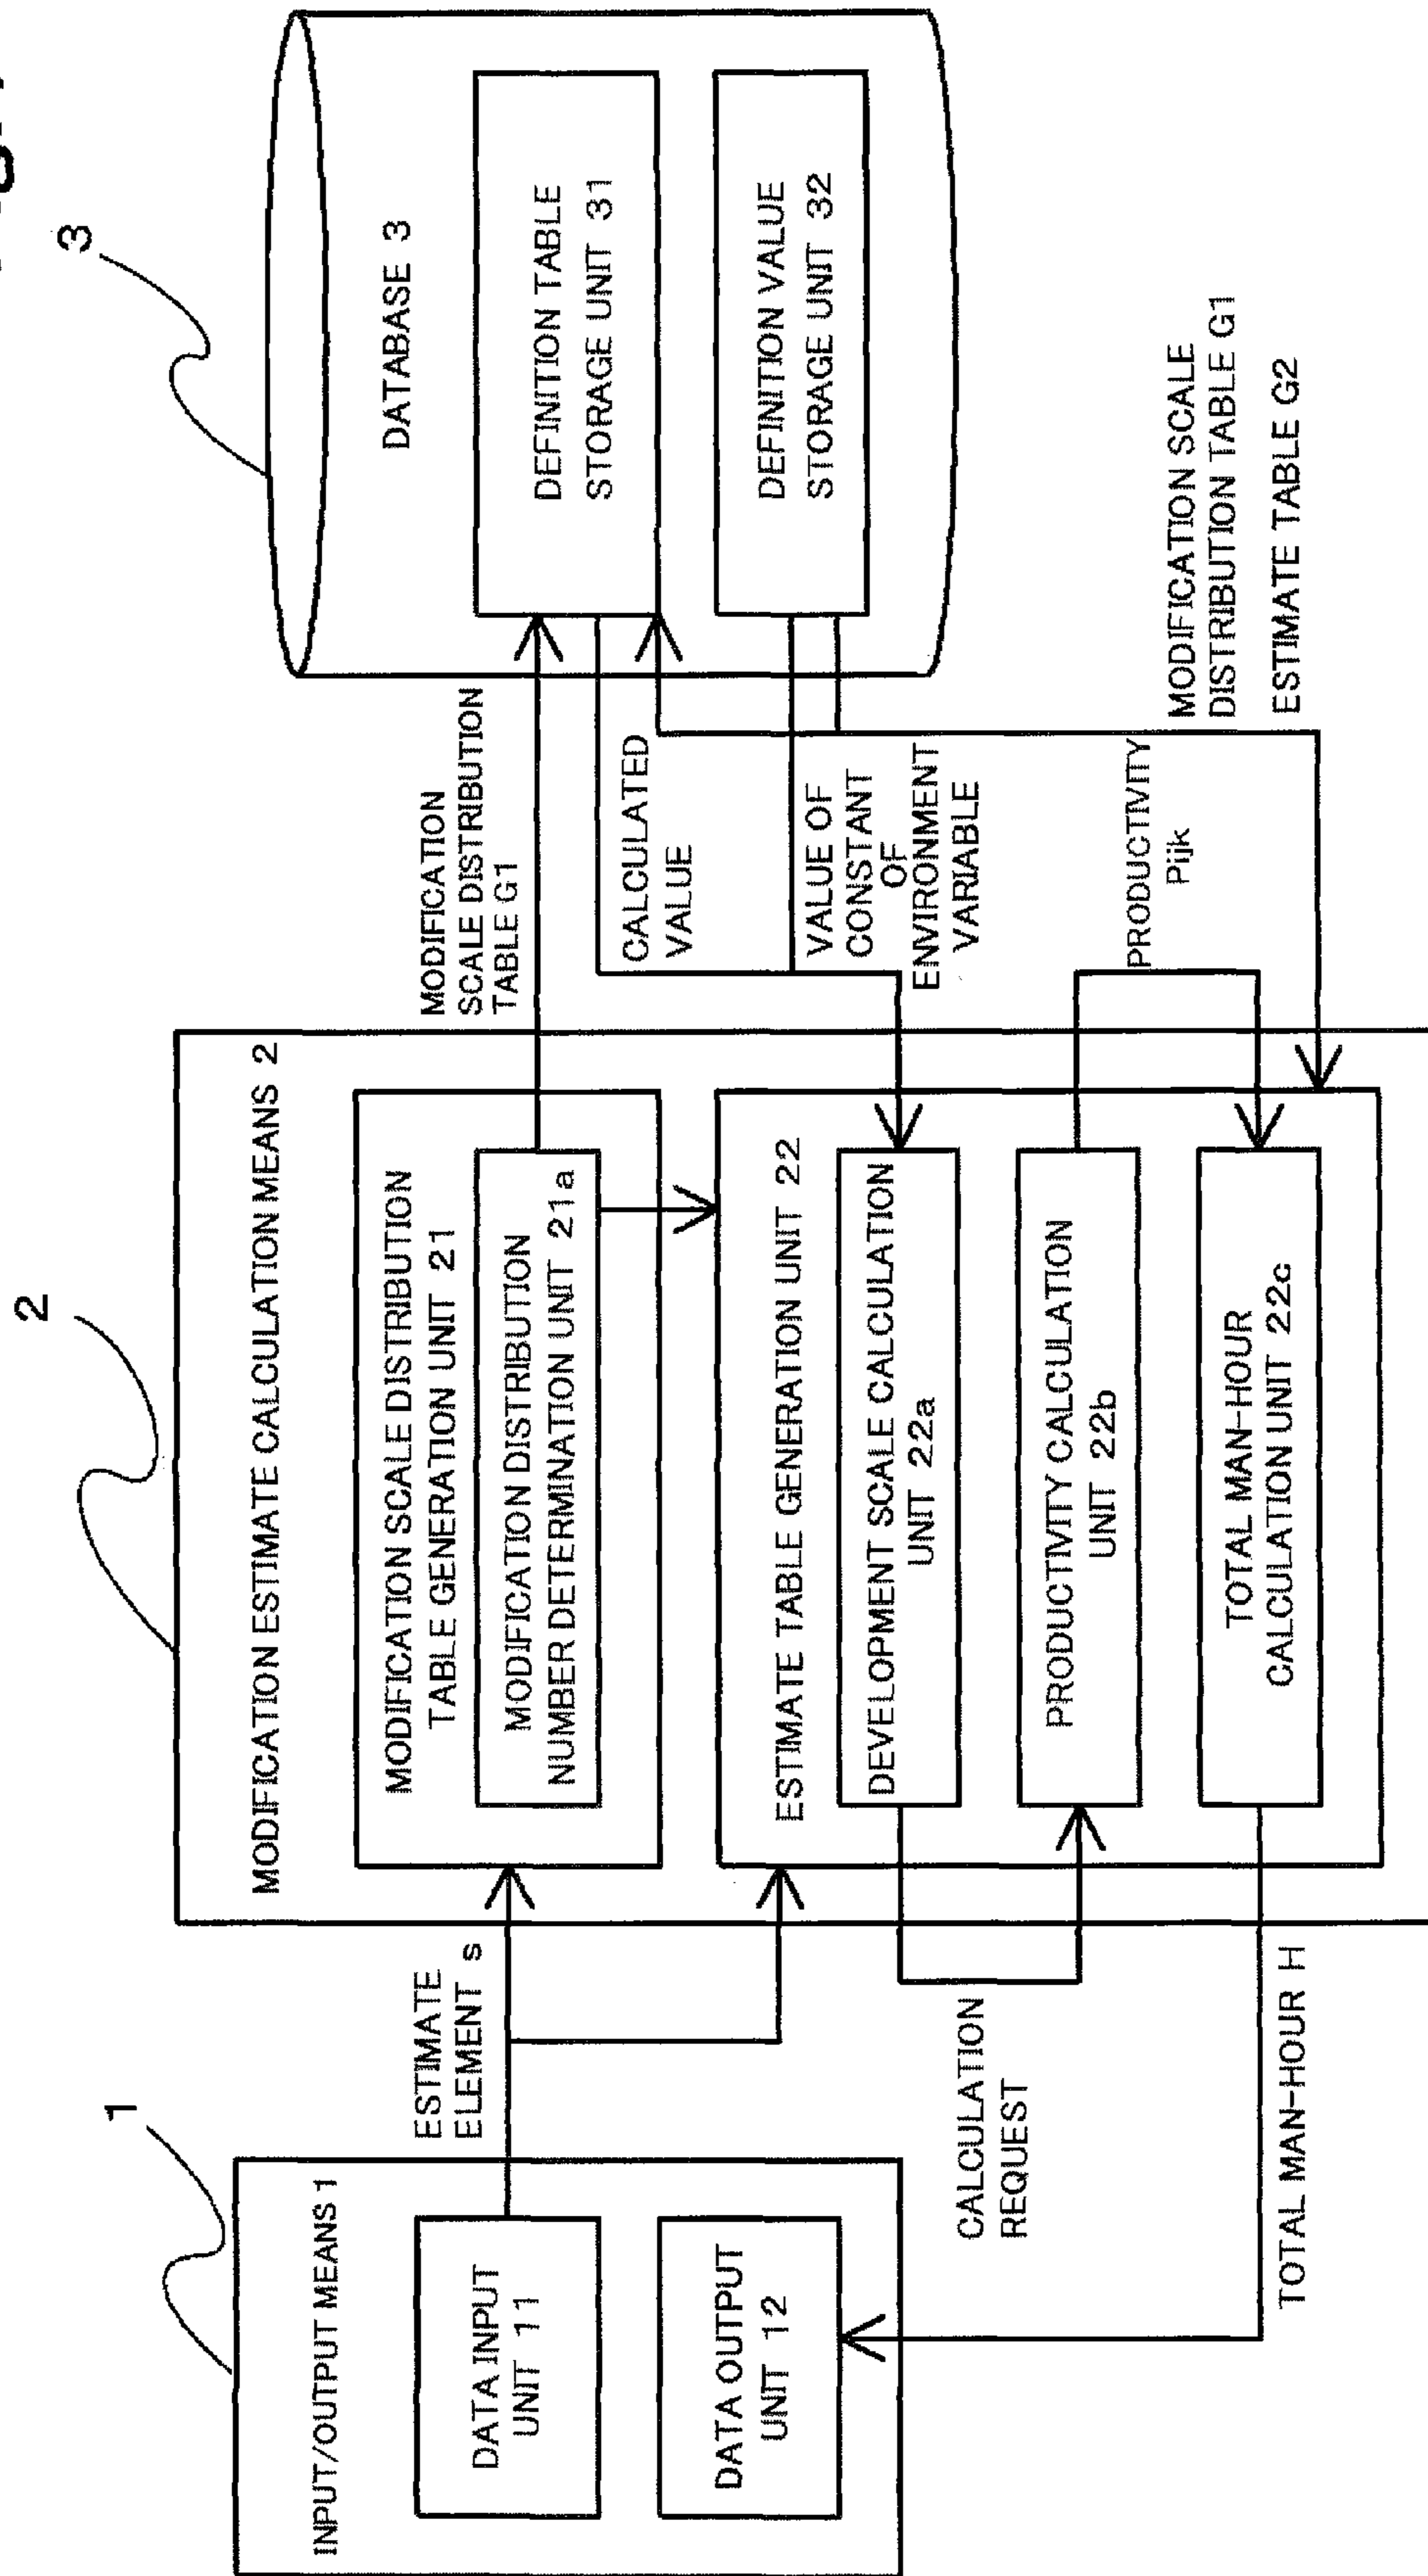 1
INPUT/OUTPUT MEANS 1
DATA INPUT
UNIT 11
DATA OUTPUT
UNIT 12
ESTIMATE
ELEMENT s
CALCULATION
REQUEST
TOTAL MAN-HOUR H
2
MODIFICATION ESTIMATE CALCULATION MEANS 2
MODIFICATION SCALE DISTRIBUTION
TABLE GENERATION UNIT 21
MODIFICATION DISTRIBUTION
NUMBER DETERMINATION UNIT 21a
ESTIMATE TABLE GENERATION UNIT 22
DEVELOPMENT SCALE CALCULATION
UNIT 22a
PRODUCTIVITY CALCULATION
UNIT 22b
TOTAL MAN-HOUR
CALCULATION UNIT 22c
MODIFICATION
SCALE DISTRIBUTION
TABLE G1
CALCULATED
VALUE
VALUE OF
CONSTANT
OF
ENVIRONMENT
VARIABLE
PRODUCTIVITY
Pijk
MODIFICATION SCALE
DISTRIBUTION TABLE G1
ESTIMATE TABLE G2
3
DATABASE 3
DEFINITION TABLE
STORAGE UNIT 31
DEFINITION VALUE
STORAGE UNIT 32